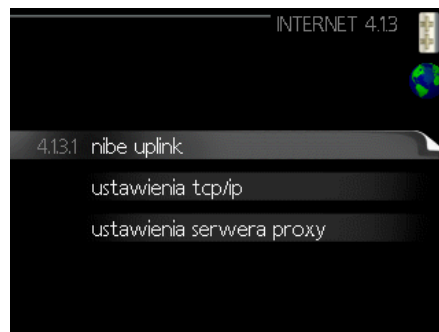 INTERNET 4.13
4.13.1 nibe uplink
ustawienia tcp/ip
ustawienia serwera proxy